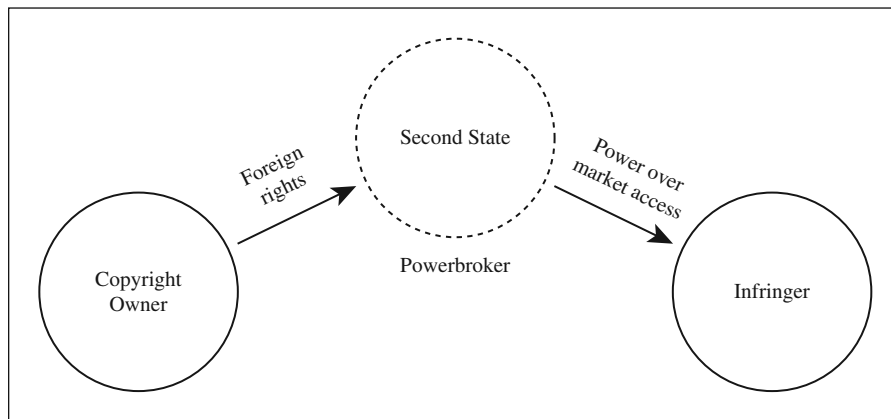 Second State
Foreign
rights
Power over
market access
Powerbroker
Copyright
Owner
Infringer